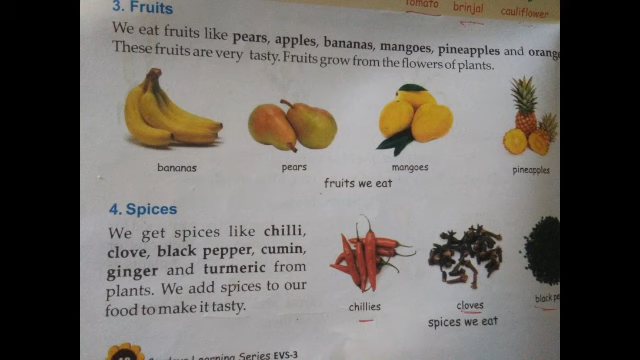 tomato brinjal cauliflower
3. Fruits
We eat fruits like pears, apples, bananas, mangoes, pineapples and
These fruits are very tasty. Fruits grow from the flowers of plants.
bananas pears mangoes pineapples
fruits we eat
4. Spices
We get spices like chilli,
clove, black pepper, cumin,
ginger and turmeric from
plants. We add spices to our
food to make it tasty.
chillies cloves black
spices we eat
Learning Series EVS-3